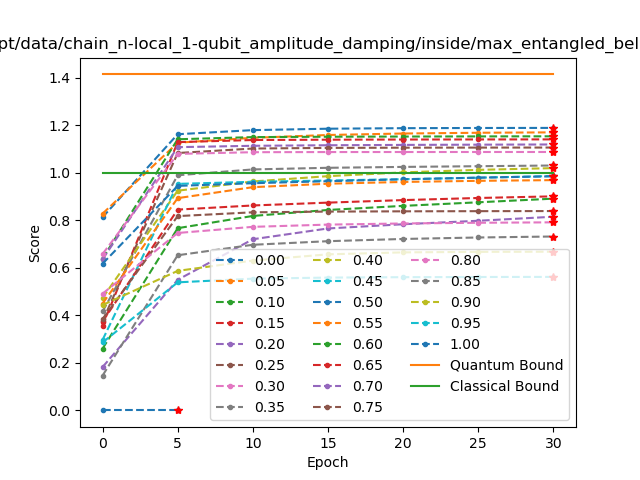 pt/data/chain_n-local_1-qubit_amplitude_damping/inside/max_entangled_bel
Score
1.4
1.2
1.0
0.8
0.6
0.4
0.2
0.0
0.00 0.40 0.80
0.05 0.45 0.85
0.10 0.50 0.90
0.15 0.55 0.95
0.20 0.60 1.00
0.25 0.65 Quantum Bound
0.30 0.70 Classical Bound
0.35 0.75
0 5 10 15 20 25 30
Epoch